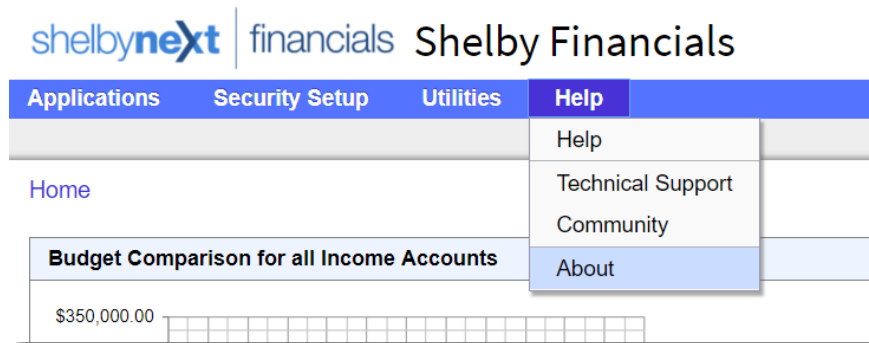 shelbynext financials Shelby Financials
Applications Security Setup Utilities Help
Help
Technical Support
Community
About
Home
Budget Comparison for all Income Accounts
$350,000.00